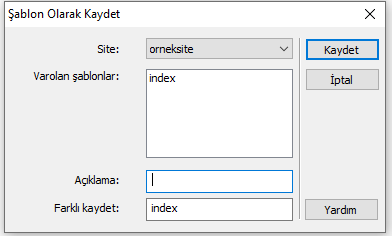 Şablon Olarak Kaydet
Site: orneksite
Kaydet
Varolan şablonlar: index
İptal
Açıklama:
Farklı kaydet: index
Yardım